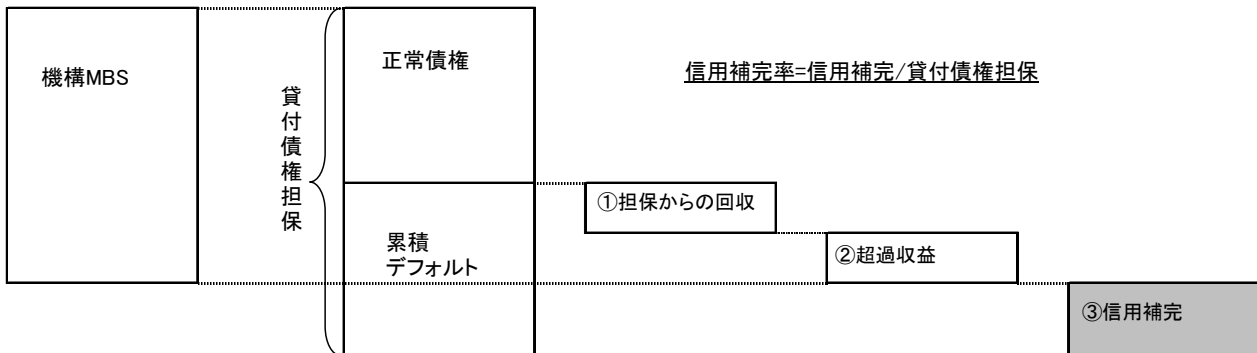 機構MBS
貸付債権担保
正常債権
累積
デフォルト
信用補完率=信用補完/貸付債権担保
①担保からの回収
②超過収益
③信用補完